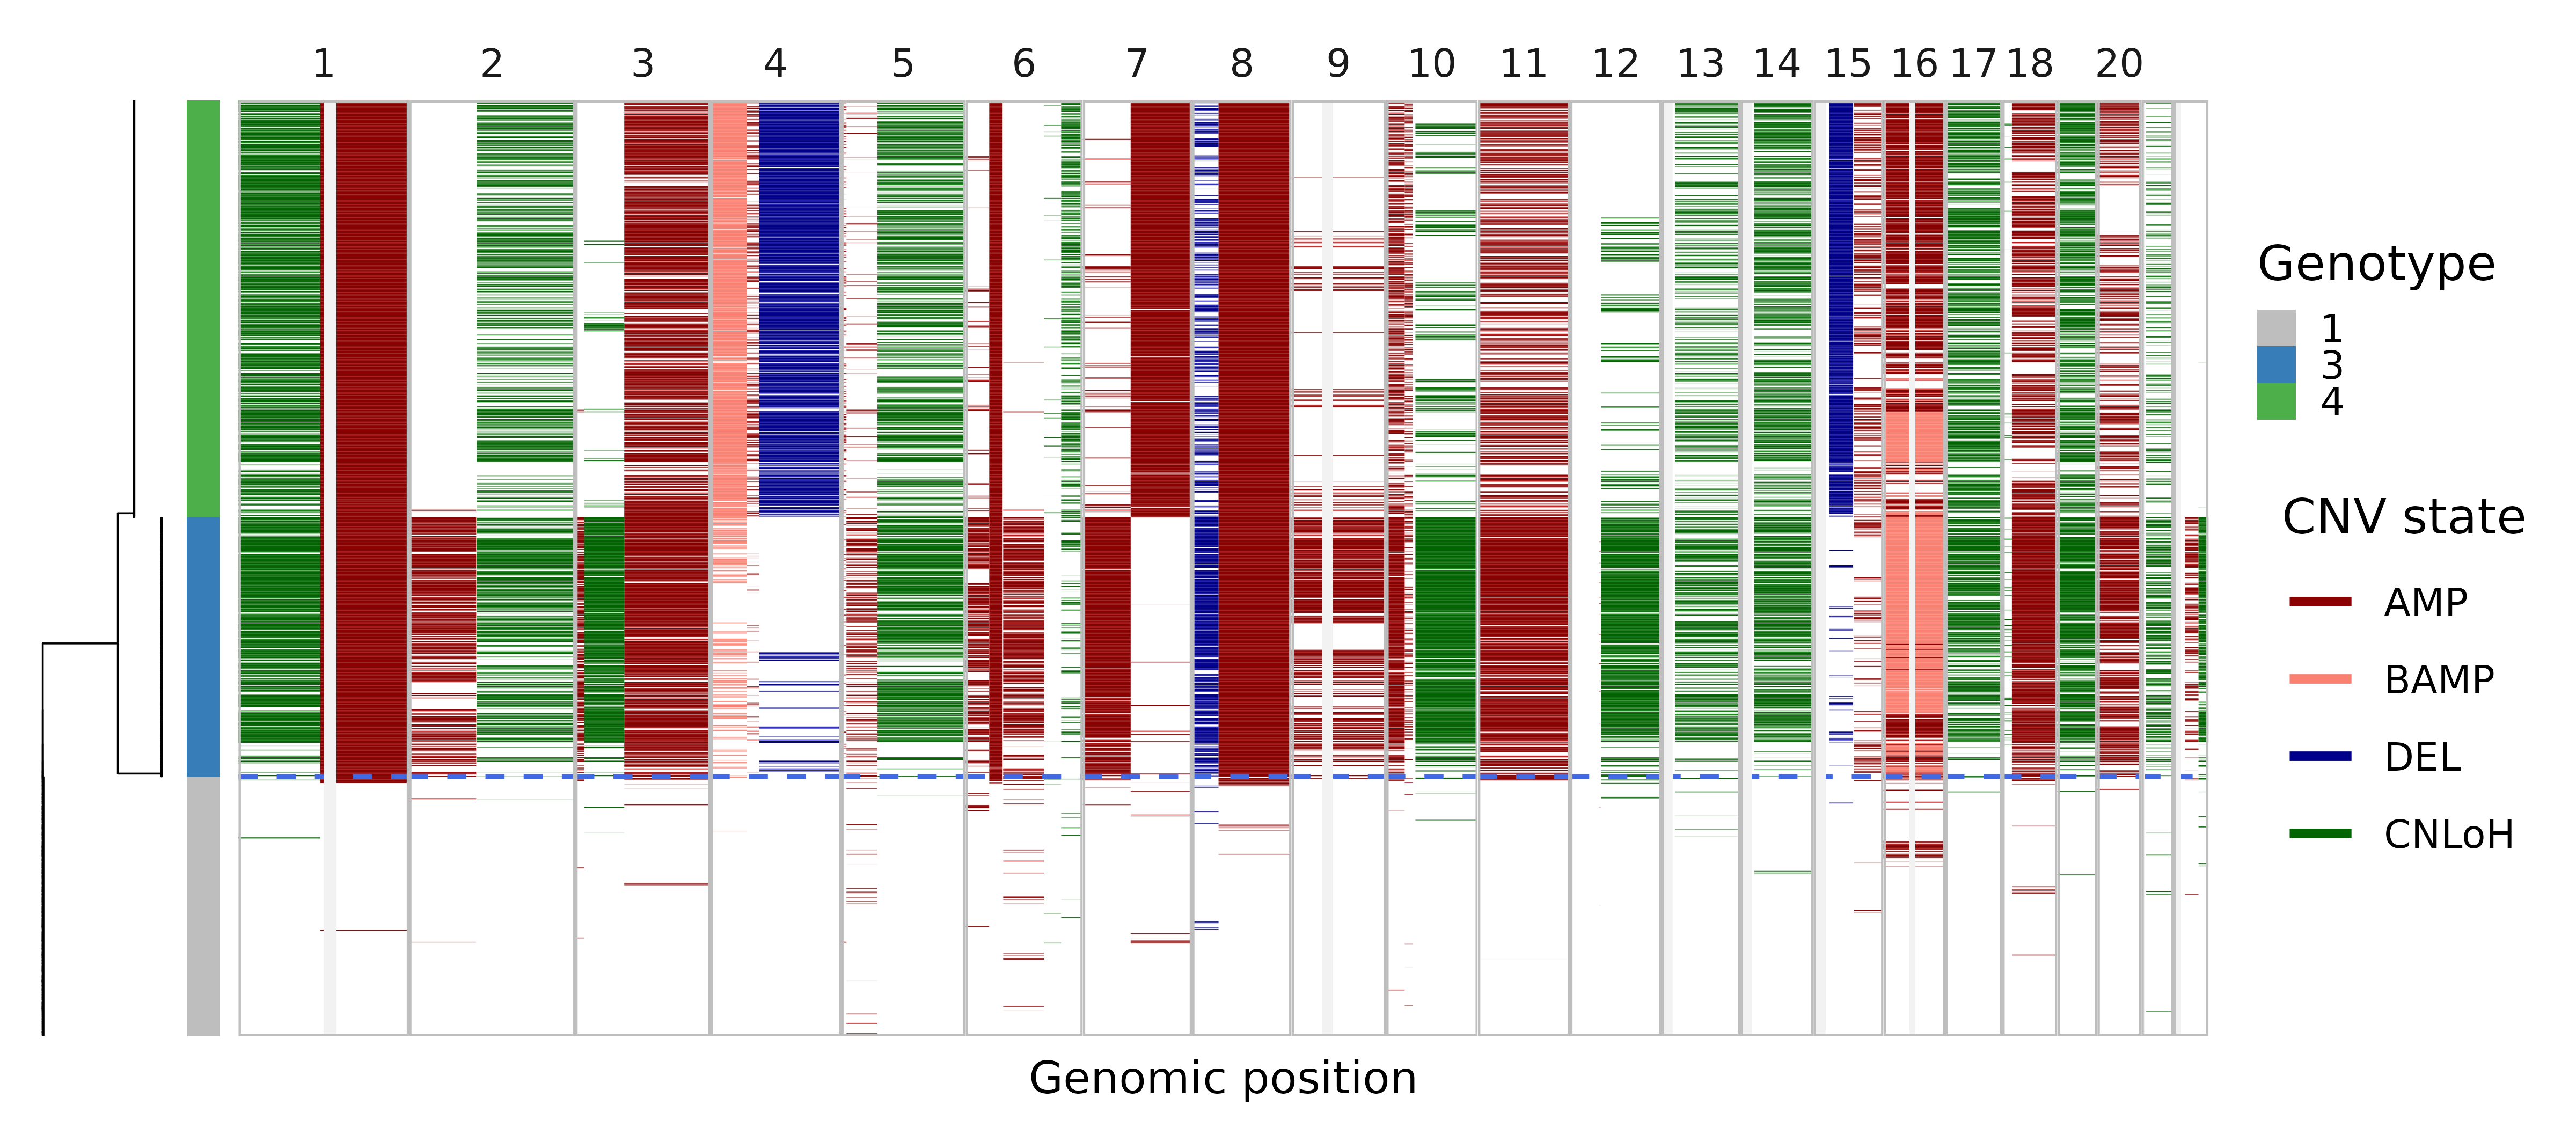 1 2 3 4 5 6 7 8 9 10 11 12 13 14 15 16 17 18 20
Genotype
1
3
4
CNV state
AMP
BAMP
DEL
CNLoH
Genomic position